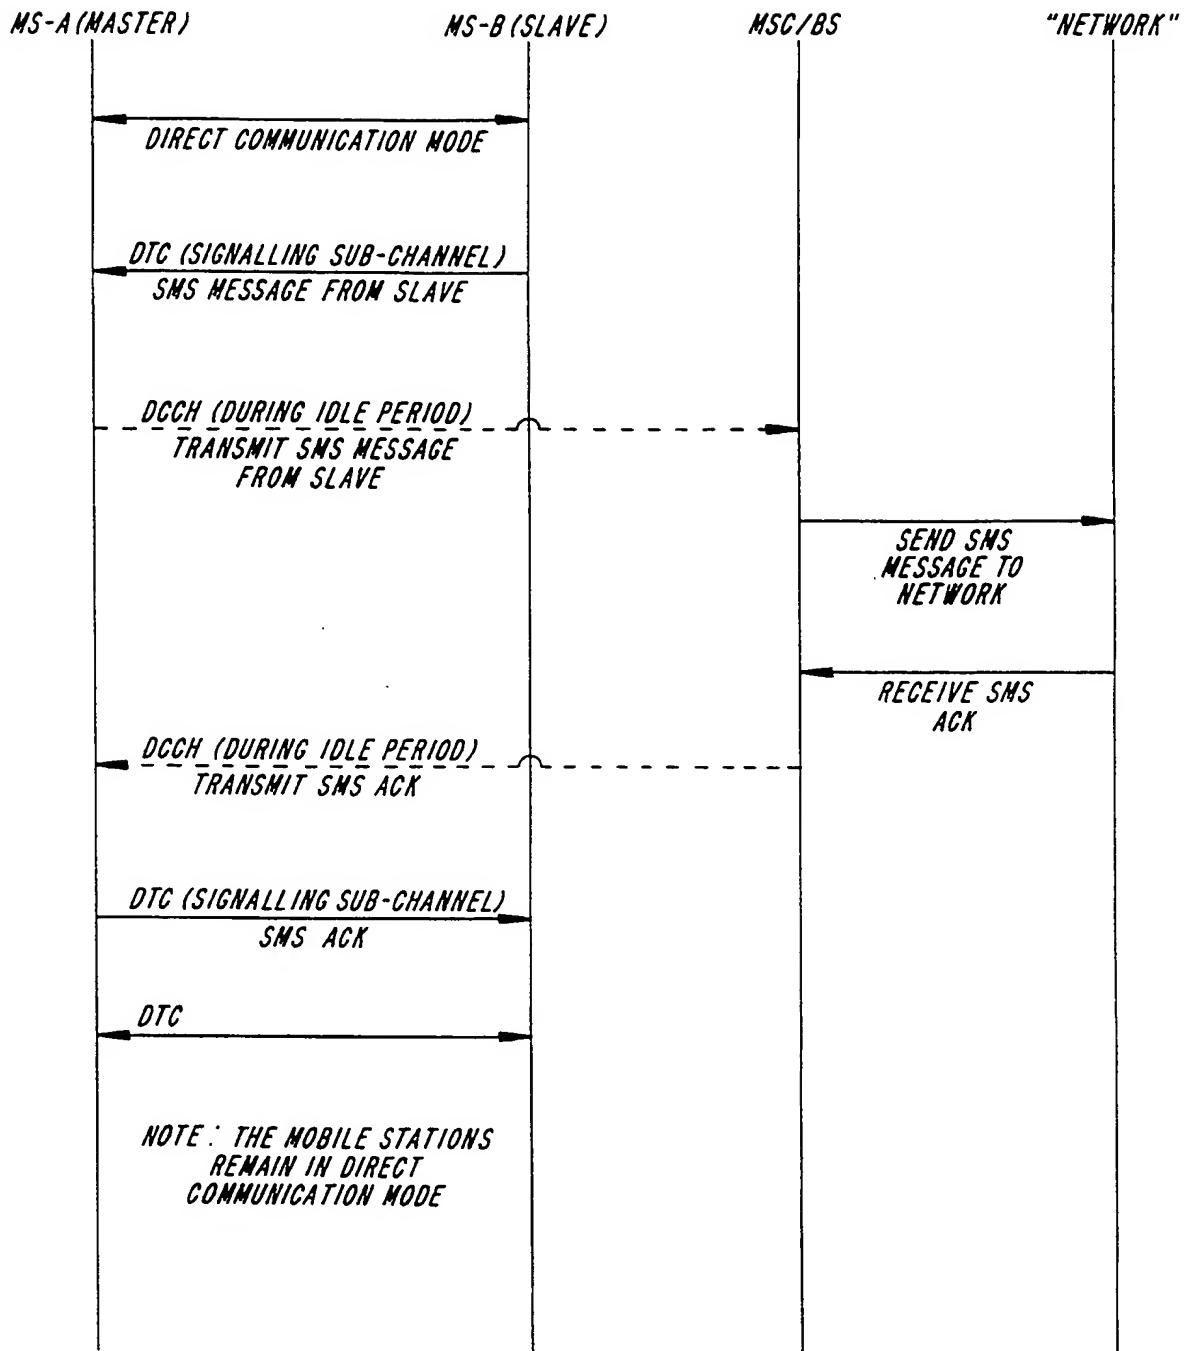 MS-A (MASTER)
MS-B (SLAVE)
MSC/BS
"NETWORK"
DIRECT COMMUNICATION MODE
DTC (SIGNALLING SUB-CHANNEL)
SMS MESSAGE FROM SLAVE
DCCH (DURING IDLE PERIOD)
TRANSMIT SMS MESSAGE
FROM SLAVE
SEND SMS
MESSAGE TO
NETWORK
RECEIVE SMS
ACK
DCCH (DURING IDLE PERIOD)
TRANSMIT SMS ACK
DTC (SIGNALLING SUB-CHANNEL)
SMS ACK
DTC
NOTE: THE MOBILE STATIONS
REMAIN IN DIRECT
COMMUNICATION MODE